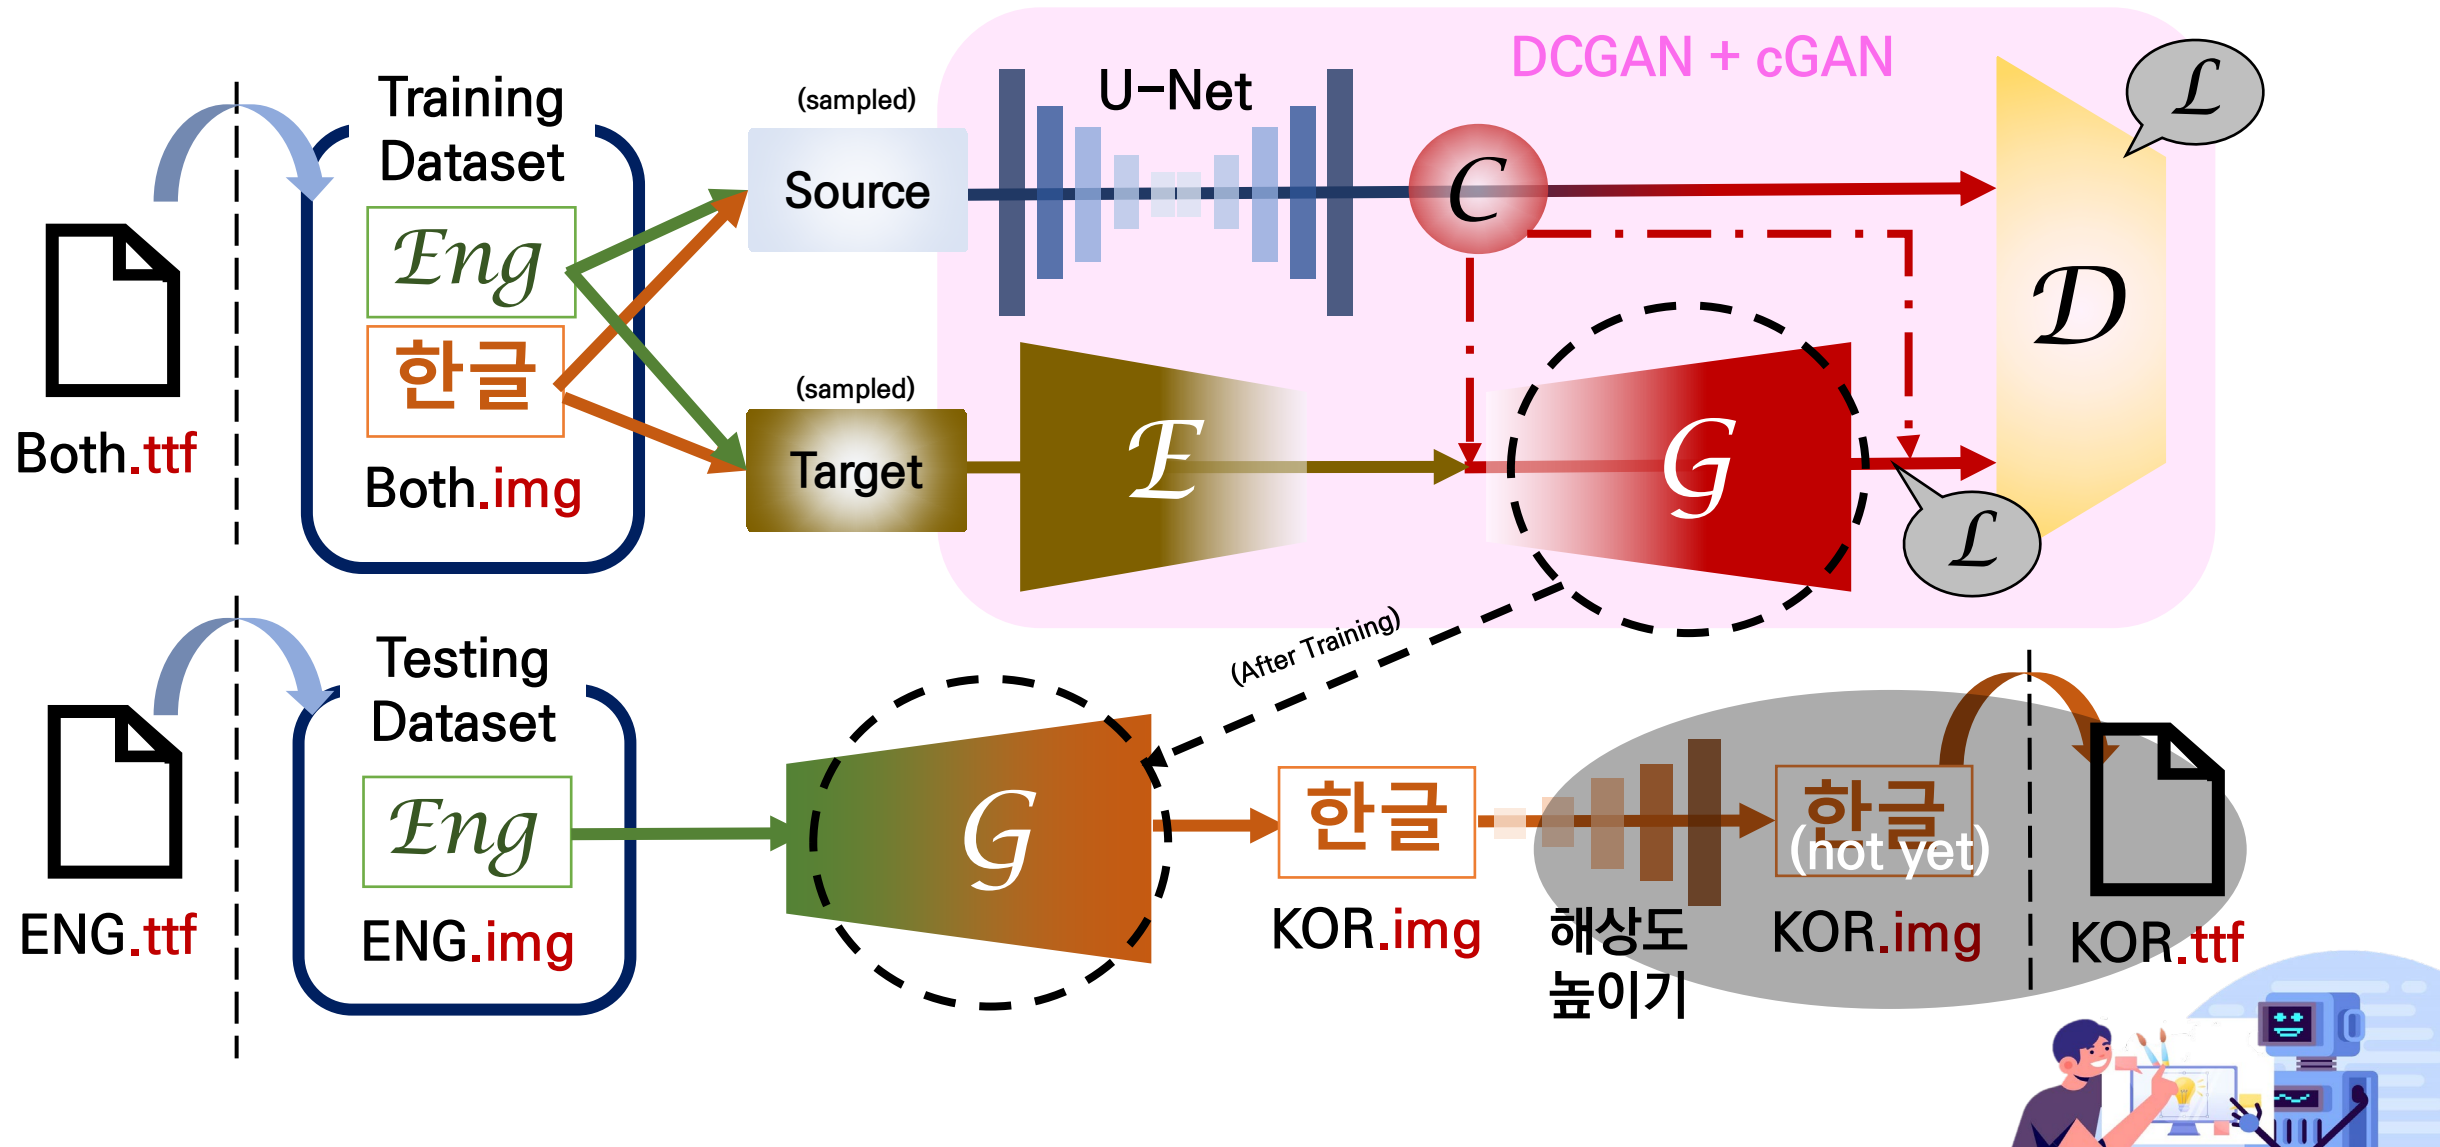 DCGAN + cGAN
Training
Dataset
Eng
한글
Both.img
Both.ttf
(sampled)
Source
U-Net
C
D
L
(sampled)
Target
E
G
L
(After Training)
Testing
Dataset
Eng
ENG.img
ENG.ttf
G
한글
KOR.img
해상도
높이기
한글
(not yet)
KOR.img
KOR.ttf